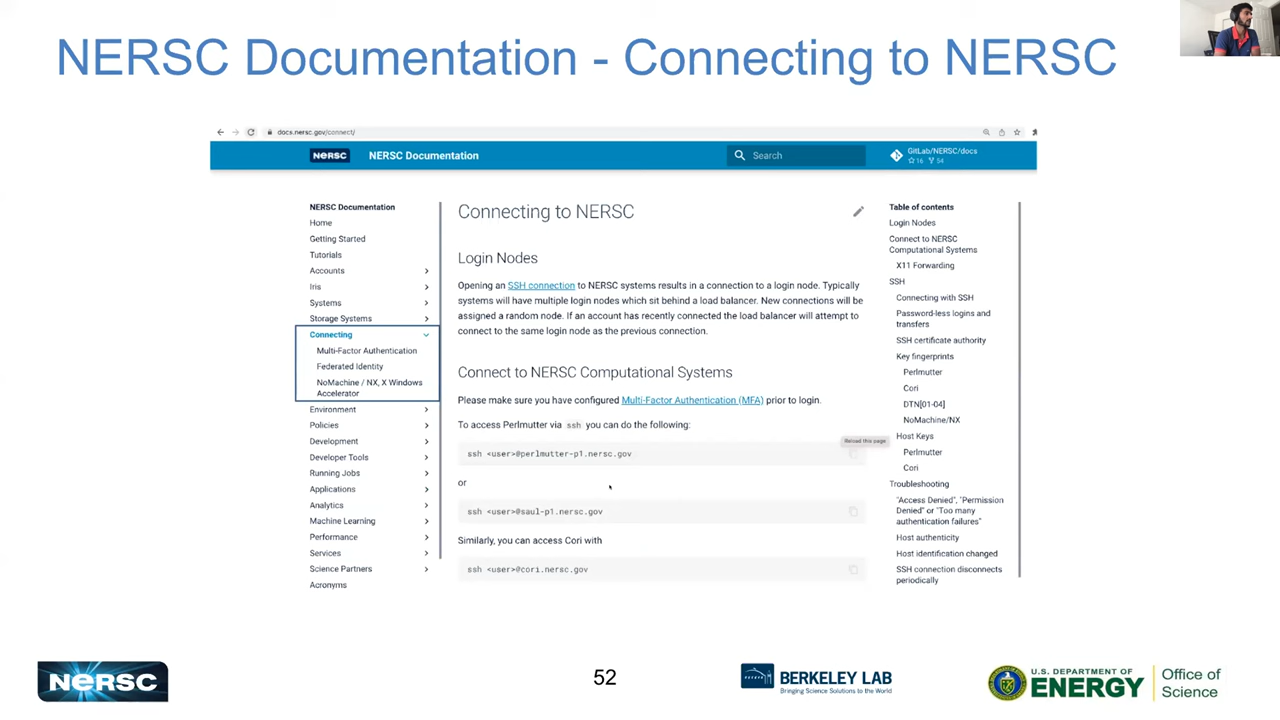 NERSC Documentation - Connecting to NERSC
docs.nersc.gov/connect/
NERSC
NERSC Documentation
Search
GitLab/NERSC/docs
16 54
NERSC Documentation
Home
Getting Started
Tutorials
Accounts
Iris
Systems
Storage Systems
Connecting
Multi-Factor Authentication
Federated Identity
NoMachine / NX, X Windows
Accelerator
Environment
Policies
Development
Developer Tools
Running Jobs
Applications
Analytics
Machine Learning
Performance
Services
Science Partners
Acronyms
Connecting to NERSC
Login Nodes
Opening an SSH connection to NERSC systems results in a connection to a login node. Typically
systems will have multiple login nodes which sit behind a load balancer. New connections will be
assigned a random node. If an account has recently connected the load balancer will attempt to
connect to the same login node as the previous connection.
Connect to NERSC Computational Systems
Please make sure you have configured Multi-Factor Authentication (MFA) prior to login.
To access Perlmutter via ssh you can do the following:
Reload this page
ssh <user>@perlmutter-p1.nersc.gov
or
ssh <user>@saul-p1.nersc.gov
Similarly, you can access Cori with
ssh <user>@cori.nersc.gov
Table of contents
Login Nodes
Connect to NERSC
Computational Systems
X11 Forwarding
SSH
Connecting with SSH
Password-less logins and
transfers
SSH certificate authority
Key fingerprints
Perlmutter
Cori
DTN[01-04]
NoMachine/NX
Host Keys
Perlmutter
Cori
Troubleshooting
"Access Denied", "Permission
Denied" or "Too many
authentication failures"
Host authenticity
Host identification changed
SSH connection disconnects
periodically
NERSC
52
BERKELEY LAB
Bringing Science Solutions to the World
U.S. DEPARTMENT OF
ENERGY
Office of
Science